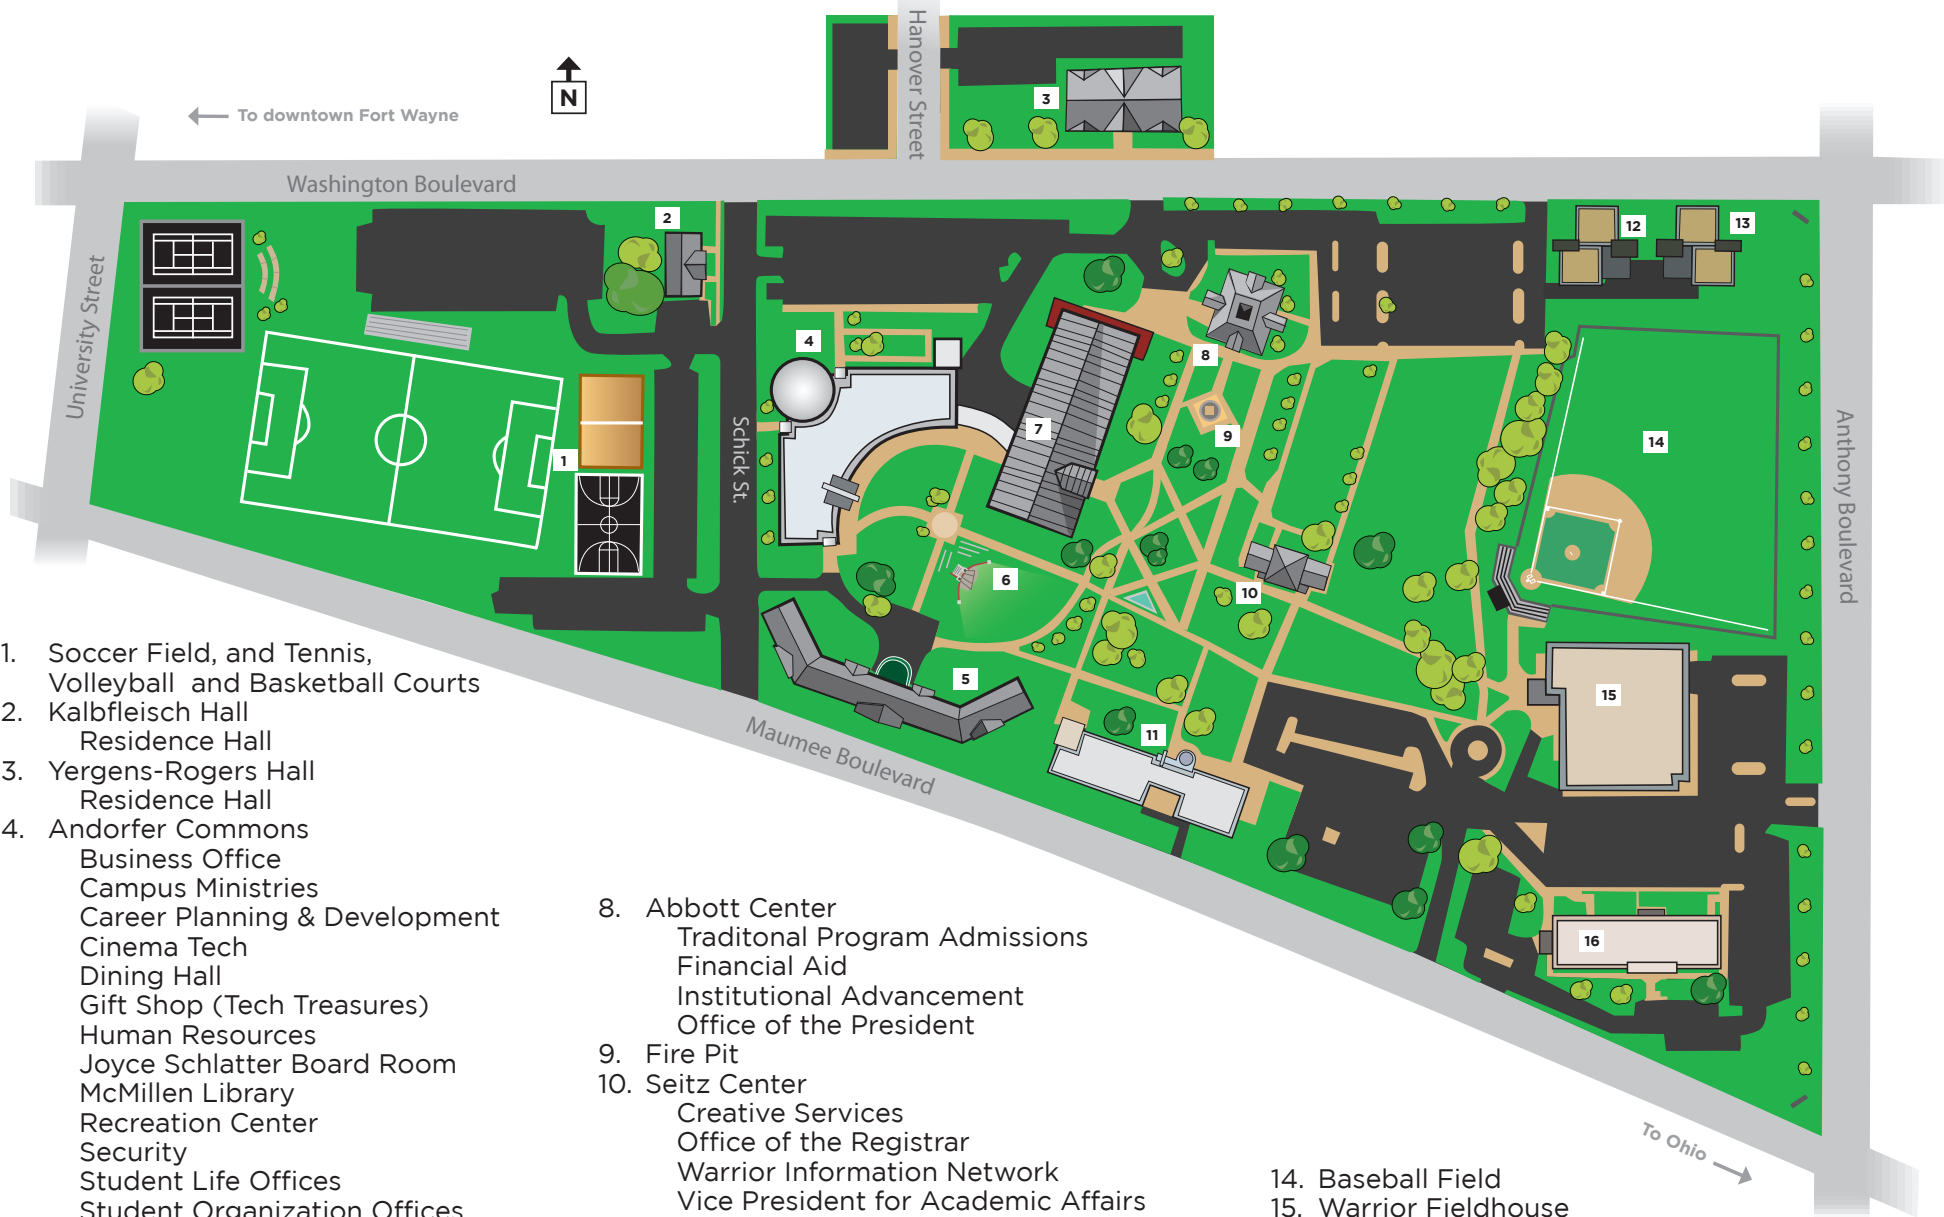 Hanover Street
N
To downtown Fort Wayne
3
Washington Boulevard
2
12
13
University Street
4
8
7
9
14
1
Schick St.
Anthony Boulevard
6
10
5
15
11
Maumee Boulevard
16
To Ohio
1. Soccer Field, and Tennis,
Volleyball and Basketball Courts
2. Kalbfleisch Hall
Residence Hall
3. Yergens-Rogers Hall
Residence Hall
4. Andorfer Commons
Business Office
Campus Ministries
Career Planning & Development
Cinema Tech
Dining Hall
Gift Shop (Tech Treasures)
Human Resources
Joyce Schlatter Board Room
McMillen Library
Recreation Center
Security
Student Life Offices
Student Organization Offices
8. Abbott Center
Traditonal Program Admissions
Financial Aid
Institutional Advancement
Office of the President
9. Fire Pit
10. Seitz Center
Creative Services
Office of the Registrar
Warrior Information Network
Vice President for Academic Affairs
14. Baseball Field
15. Warrior Fieldhouse